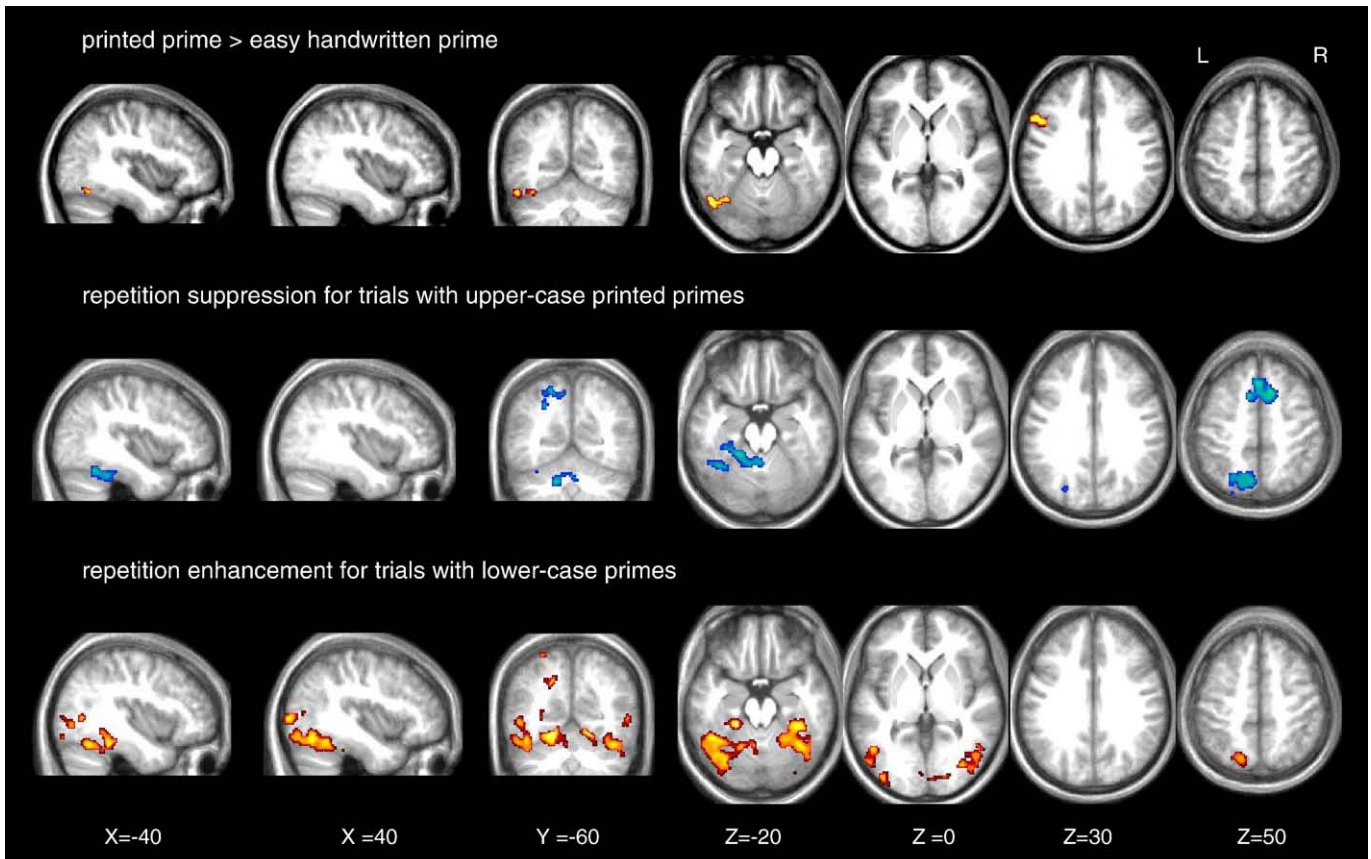 printed prime > easy handwritten prime
L R
repetition suppression for trials with upper-case printed primes
repetition enhancement for trials with lower-case primes
X=-40 X =40 Y =-60 Z=-20 Z =0 Z=30 Z=50